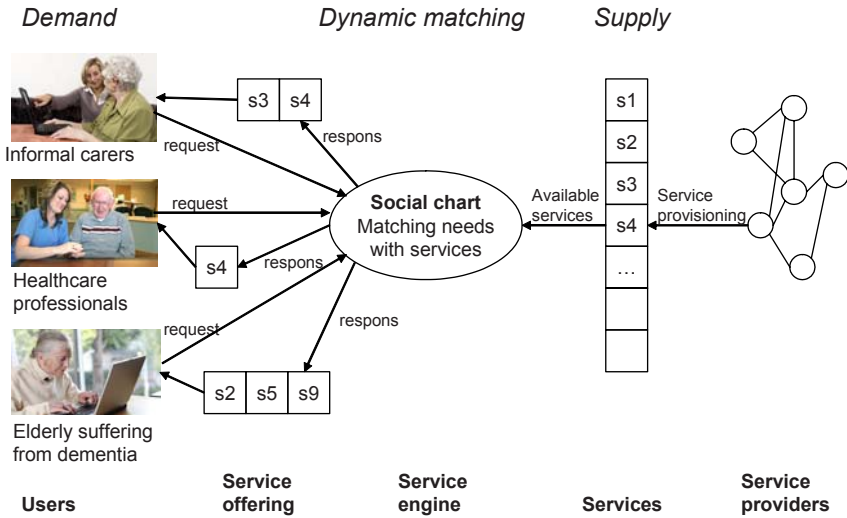 Demand
Dynamic matching
Supply
s3
s4
s1
s2
s3
s4
...
respons
request
Informal carers
Social chart
Matching needs
with services
Available
services
Service
provisioning
request
s4
respons
Healthcare
professionals
request
respons
s2
s5
s9
Elderly suffering
from dementia
Users
Service
offering
Service
engine
Services
Service
providers